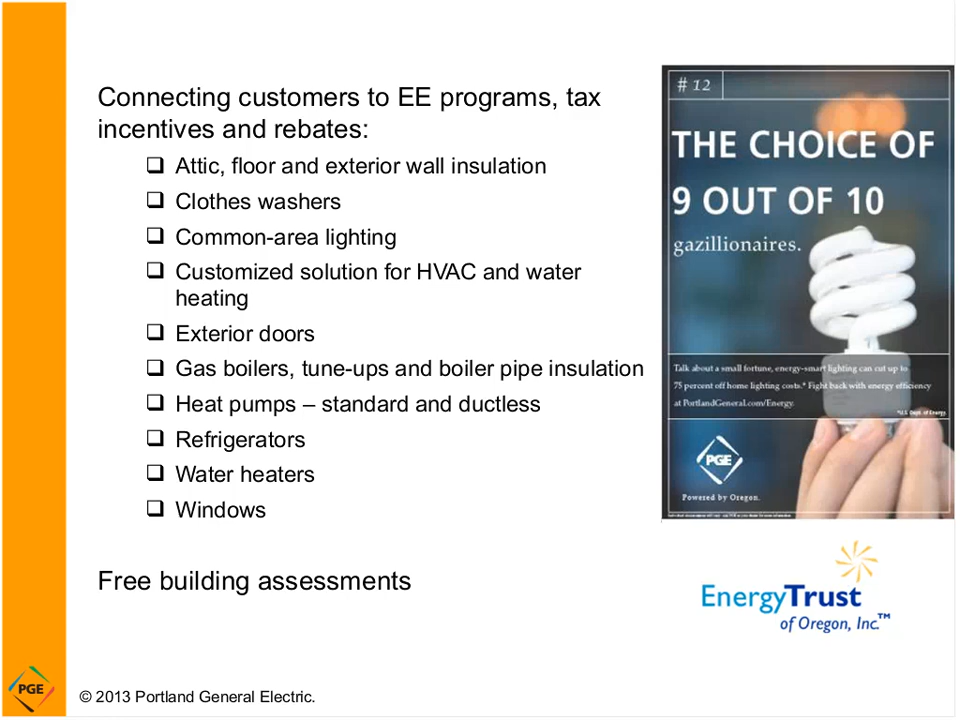 Connecting customers to EE programs, tax
incentives and rebates:
❑ Attic, floor and exterior wall insulation
❑ Clothes washers
❑ Common-area lighting
❑ Customized solution for HVAC and water
heating
❑ Exterior doors
❑ Gas boilers, tune-ups and boiler pipe insulation
❑ Heat pumps – standard and ductless
❑ Refrigerators
❑ Water heaters
❑ Windows
Free building assessments
# 12
THE CHOICE OF
9 OUT OF 10
gazillionaires.
Talk about a small fortune, energy-smart lighting can cut up to
75 percent off home lighting costs.* Fight back with energy efficiency
at PortlandGeneral.com/Energy.
*U.S. Dept. of Energy
PGE
Powered by Oregon.
EnergyTrust
of Oregon, Inc.™
PGE
© 2013 Portland General Electric.